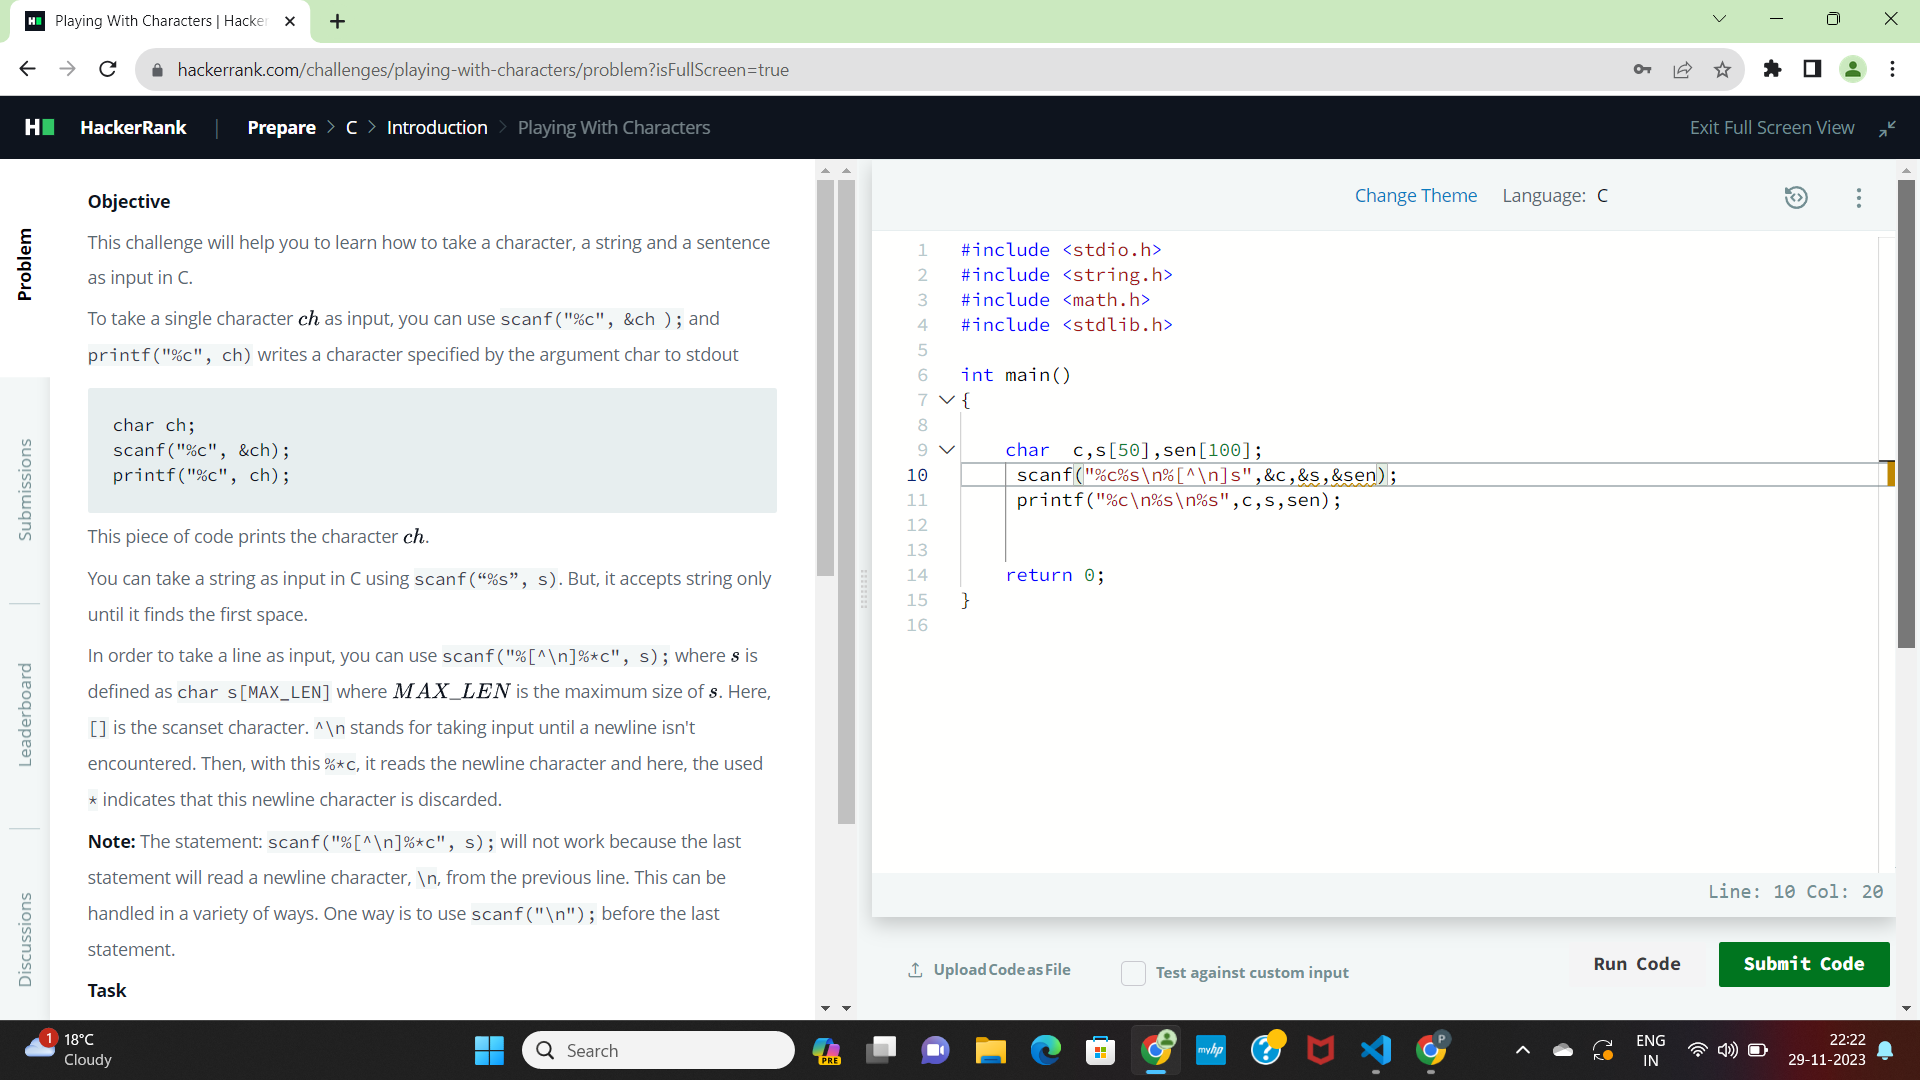 Playing With Characters | Hacker
hackerrank.com/challenges/playing-with-characters/problem?isFullScreen=true
H
HackerRank | Prepare > C > Introduction > Playing With Characters
Exit Full Screen View
Problem
Submissions
Leaderboard
Discussions
Objective
This challenge will help you to learn how to take a character, a string and a sentence
as input in C.
To take a single character ch as input, you can use scanf("%c", &ch ); and
printf("%c", ch) writes a character specified by the argument char to stdout
char ch;
scanf("%c", &ch);
printf("%c", ch);
This piece of code prints the character ch.
You can take a string as input in C using scanf(“%s”, s). But, it accepts string only
until it finds the first space.
In order to take a line as input, you can use scanf("%[^\n]%*c", s); where s is
defined as char s[MAX_LEN] where MAX_LEN is the maximum size of s. Here,
[] is the scanset character. ^\n stands for taking input until a newline isn't
encountered. Then, with this %*c, it reads the newline character and here, the used
* indicates that this newline character is discarded.
Note: The statement: scanf("%[^\n]%*c", s); will not work because the last
statement will read a newline character, \n, from the previous line. This can be
handled in a variety of ways. One way is to use scanf("\n"); before the last
statement.
Task
Change Theme Language: C
1 #include <stdio.h>
2 #include <string.h>
3 #include <math.h>
4 #include <stdlib.h>
5
6 int main()
7 {
8
9 char  c,s[50],sen[100];
10 scanf("%c%s\n%[^\n]s",&c,&s,&sen);
11 printf("%c\n%s\n%s",c,s,sen);
12
13
14 return 0;
15 }
16
Line: 10 Col: 20
Upload Code as File
Test against custom input
Run Code
Submit Code
1
18°C
Cloudy
Search
PRE
myhp
P
ENG
IN
22:22
29-11-2023